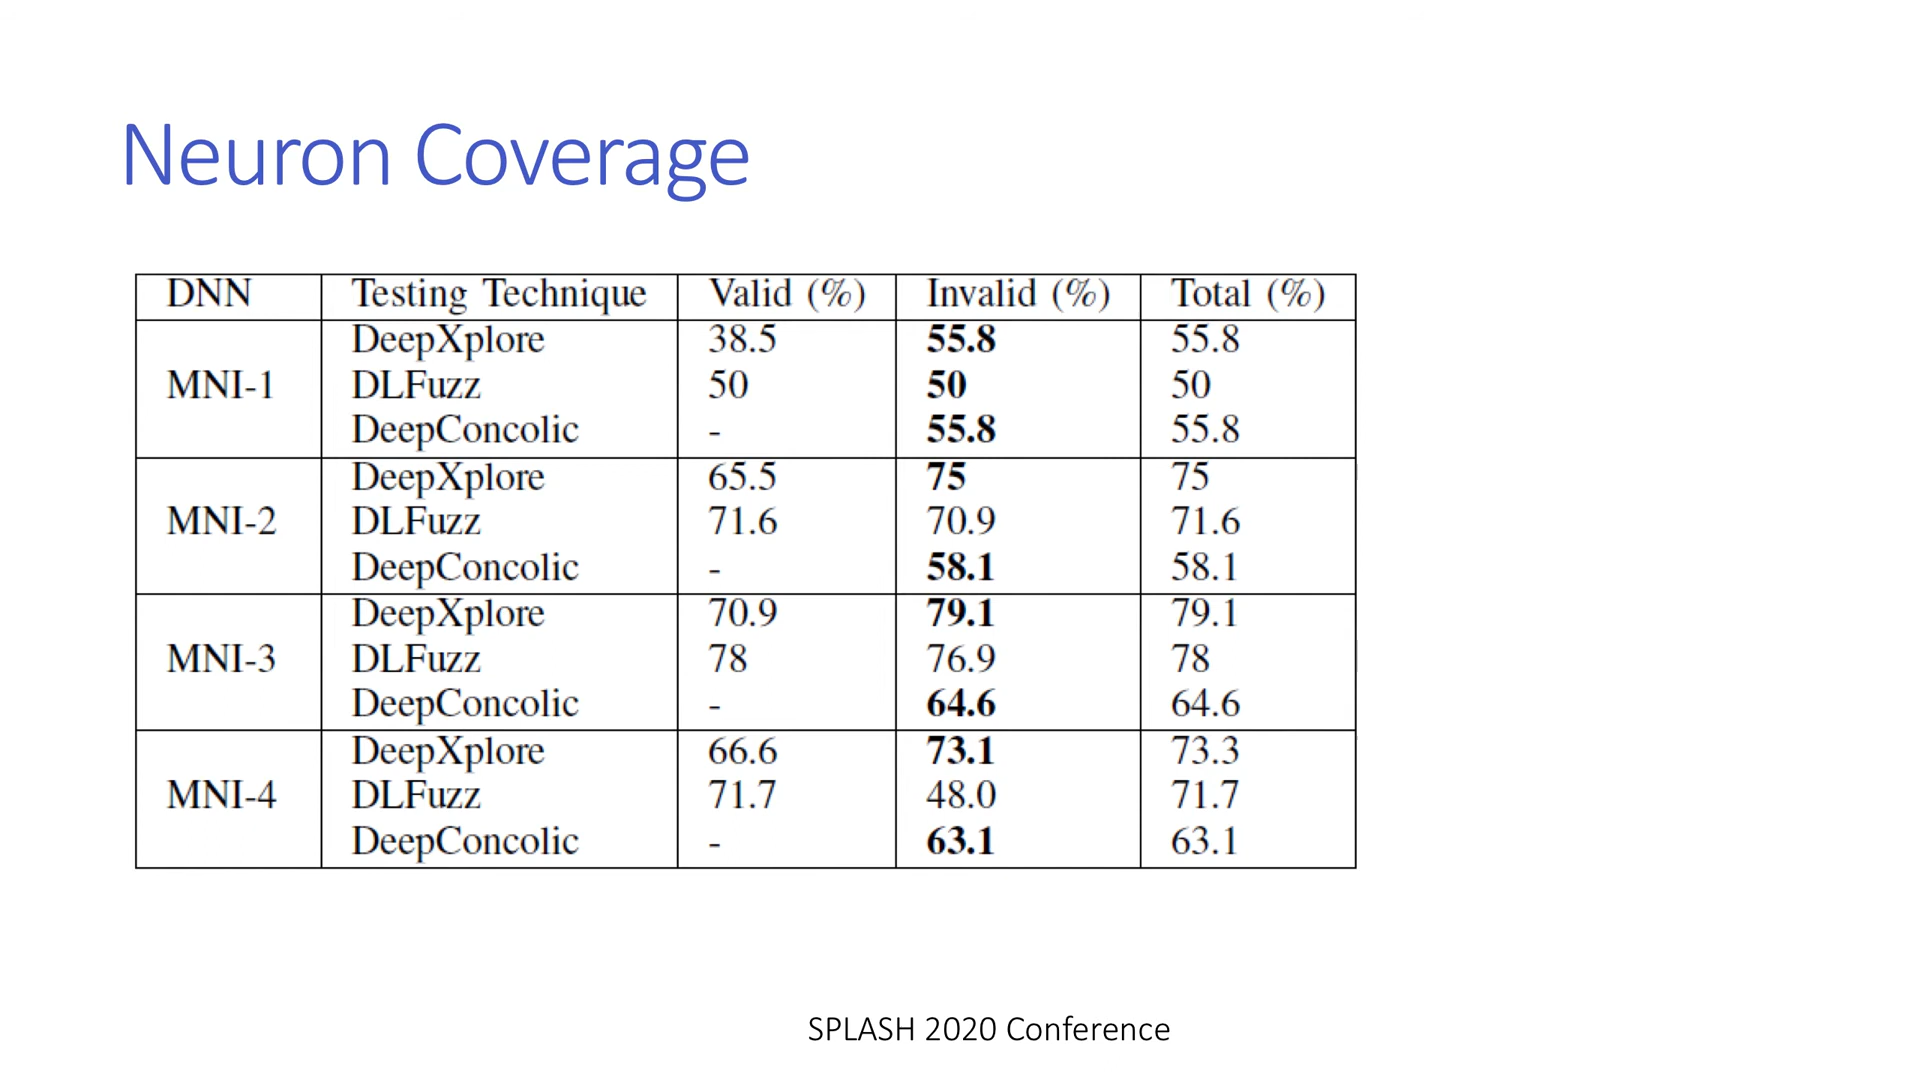 Neuron Coverage
DNN Testing Technique Valid (%) Invalid (%) Total (%)
DeepXplore 38.5 55.8 55.8
MNI-1 DLFuzz 50 50 50
DeepConcolic - 55.8 55.8
DeepXplore 65.5 75 75
MNI-2 DLFuzz 71.6 70.9 71.6
DeepConcolic - 58.1 58.1
DeepXplore 70.9 79.1 79.1
MNI-3 DLFuzz 78 76.9 78
DeepConcolic - 64.6 64.6
DeepXplore 66.6 73.1 73.3
MNI-4 DLFuzz 71.7 48.0 71.7
DeepConcolic - 63.1 63.1
SPLASH 2020 Conference